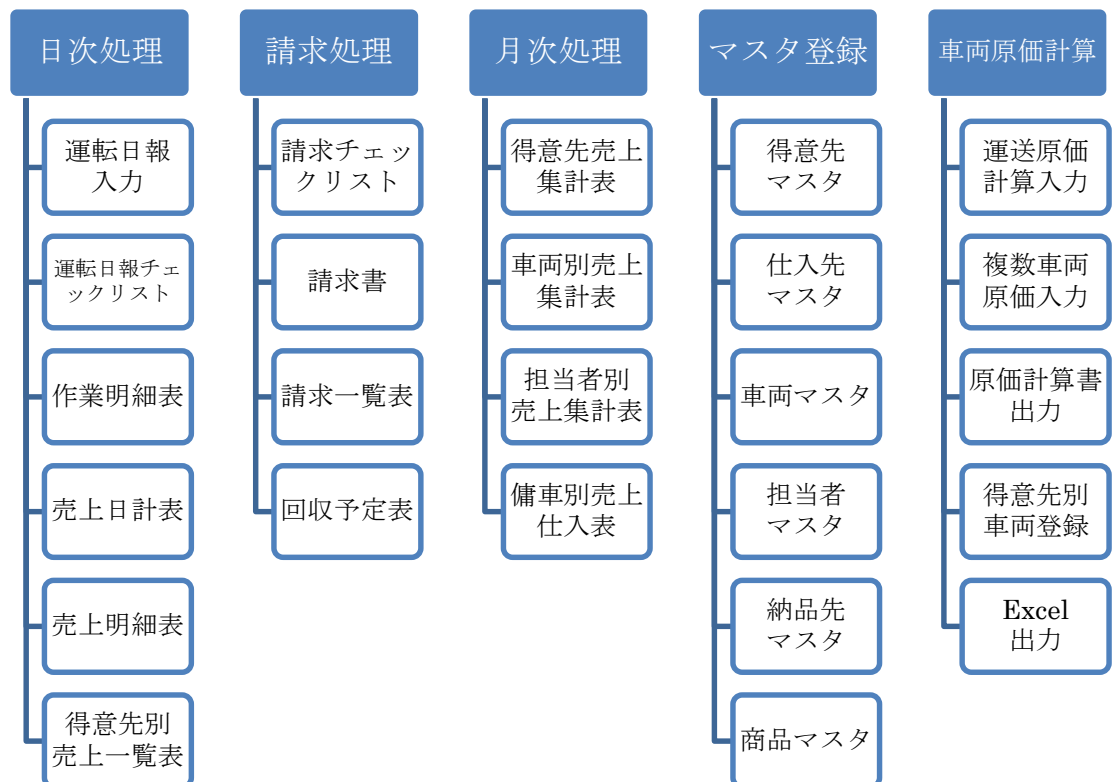 日次処理
運転日報
入力
運転日報チェ
ックリスト
作業明細表
売上日計表
売上明細表
得意先別
売上一覧表
請求処理
請求チェッ
クリスト
請求書
請求一覧表
回収予定表
月次処理
得意先売上
集計表
車両別売上
集計表
担当者別
売上集計表
傭車別売上
仕入表
マスタ登録
得意先
マスタ
仕入先
マスタ
車両マスタ
担当者
マスタ
納品先
マスタ
商品マスタ
車両原価計算
運送原価
計算入力
複数車両
原価入力
原価計算書
出力
得意先別
車両登録
Excel
出力